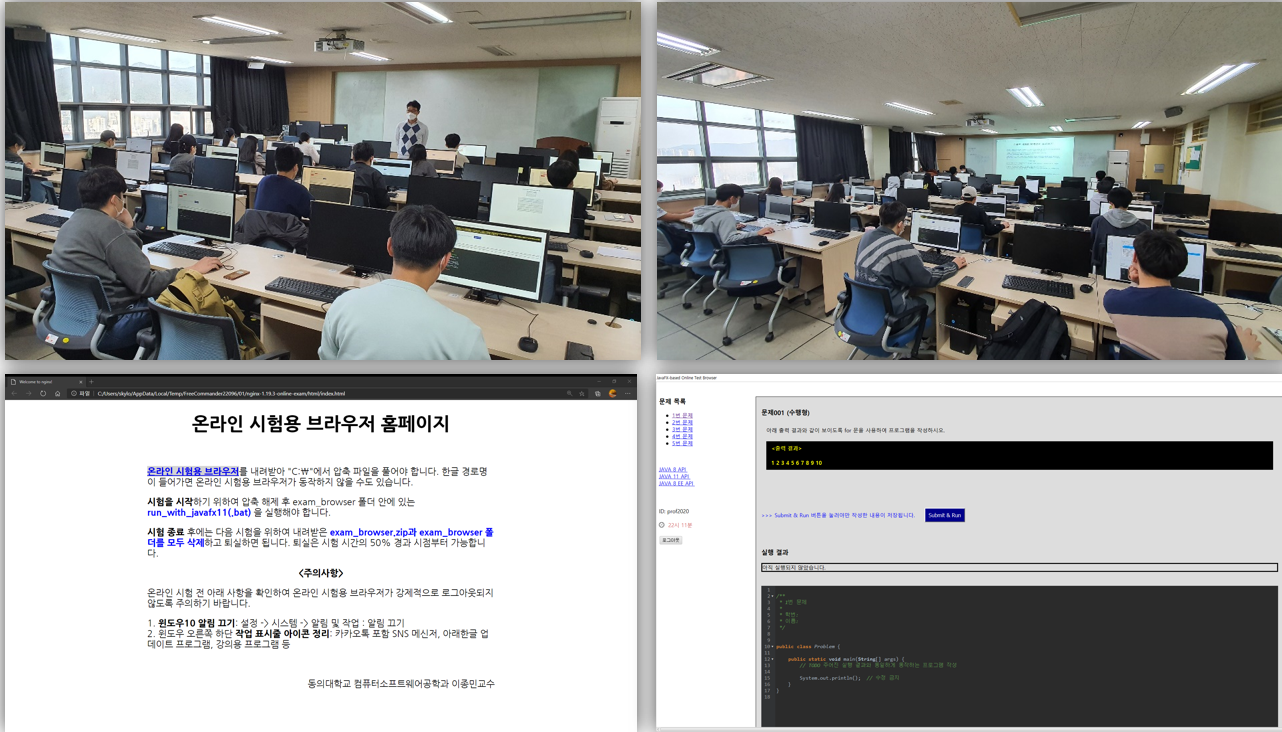 Welcome to nginx!
파일 | C:/Users/skylo/AppData/Local/Temp/FreeCommander22096/01/nginx-1.19.3-online-exam/html/index.html
온라인 시험용 브라우저 홈페이지
온라인 시험용 브라우저를 내려받아 "C:₩"에서 압축 파일을 풀어야 합니다. 한글 경로명
이 들어가면 온라인 시험용 브라우저가 동작하지 않을 수도 있습니다.
시험을 시작하기 위하여 압축 해제 후 exam_browser 폴더 안에 있는
run_with_javafx11(.bat) 을 실행해야 합니다.
시험 종료 후에는 다음 시험을 위하여 내려받은 exam_browser.zip과 exam_browser 폴
더를 모두 삭제하고 퇴실하면 됩니다. 퇴실은 시험 시간의 50% 경과 시점부터 가능합니
다.
<주의사항>
온라인 시험 전 아래 사항을 확인하여 온라인 시험용 브라우저가 강제적으로 로그아웃되지
않도록 주의하기 바랍니다.
1. 윈도우10 알림 끄기: 설정 -> 시스템 -> 알림 및 작업 : 알림 끄기
2. 윈도우 오른쪽 하단 작업 표시줄 아이콘 정리: 카카오톡 포함 SNS 메신저, 아래한글 업
데이트 프로그램, 강의용 프로그램 등
동의대학교 컴퓨터소프트웨어공학과 이종민교수
JavaFX-based Online Test Browser
문제 목록
1번 문제
2번 문제
3번 문제
4번 문제
5번 문제
JAVA 8 API
JAVA 11 API
JAVA 8 EE API
ID: prof2020
22시 11분
로그아웃
문제001 (수행형)
아래 출력 결과와 같이 보이도록 for 문을 사용하여 프로그램을 작성하시오.
<출력 결과>
1 2 3 4 5 6 7 8 9 10
>>> Submit & Run 버튼을 눌러야만 작성한 내용이 저장됩니다.
Submit & Run
실행 결과
아직 실행되지 않았습니다.
1
2 /**
3 * 1번 문제
4 *
5 * 학번:
6 * 이름:
7 */
8
9
10 public class Problem {
11
12 public static void main(String[] args) {
13 // TODO 주어진 실행 결과와 동일하게 동작하는 프로그램 작성
14
15 System.out.println(); // 수정 금지
16 }
17 }
18